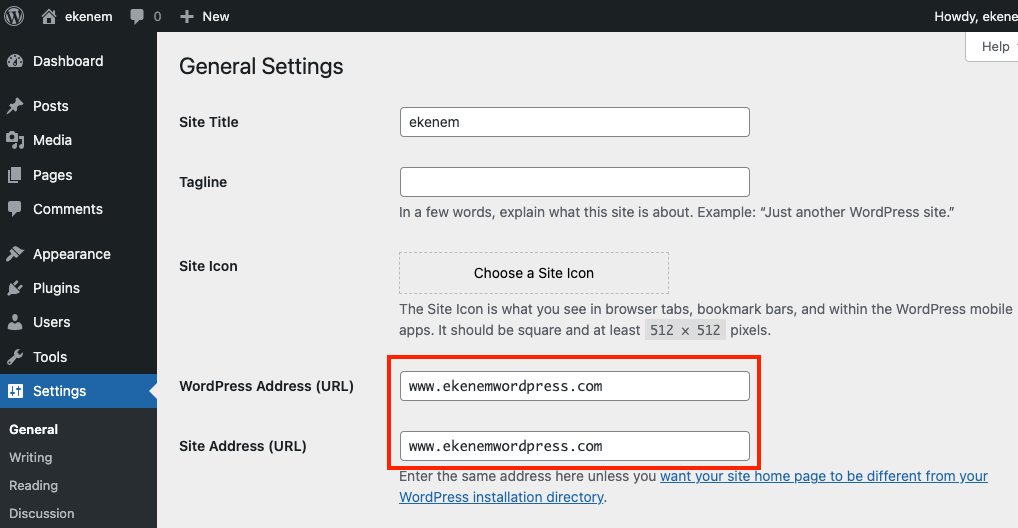 ekenem 0 New Howdy, ekene
Help
Dashboard
Posts
Media
Pages
Comments
Appearance
Plugins
Users
Tools
Settings
General
Writing
Reading
Discussion
General Settings
Site Title ekenem
Tagline
In a few words, explain what this site is about. Example: “Just another WordPress site.”
Site Icon Choose a Site Icon
The Site Icon is what you see in browser tabs, bookmark bars, and within the WordPress mobile
apps. It should be square and at least 512 × 512 pixels.
WordPress Address (URL) www.ekenemwordpress.com
Site Address (URL) www.ekenemwordpress.com
Enter the same address here unless you want your site home page to be different from your
WordPress installation directory.